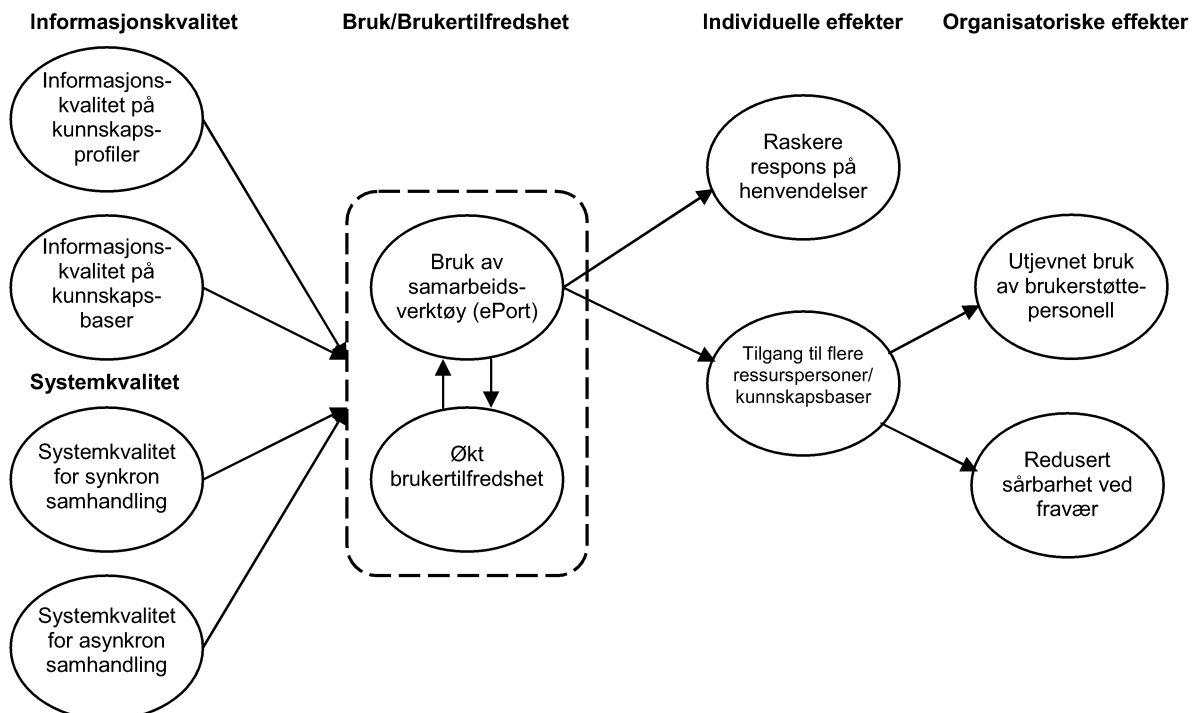 Informasjonskvalitet
Bruk/Brukertilfredshet
Individuelle effekter
Organisatoriske effekter
Informasjons-
kvalitet på
kunnskaps-
profiler
Informasjons-
kvalitet på
kunnskaps-
baser
Systemkvalitet
Systemkvalitet
for synkron
samhandling
Systemkvalitet
for asynkron
samhandling
Bruk av
samarbeids-
verktøy (ePort)
Økt
brukertilfredshet
Raskere
respons på
henvendelser
Tilgang til flere
ressurspersoner/
kunnskapsbaser
Utjevnet bruk
av brukerstøtte-
personell
Redusert
sårbarhet ved
fravær